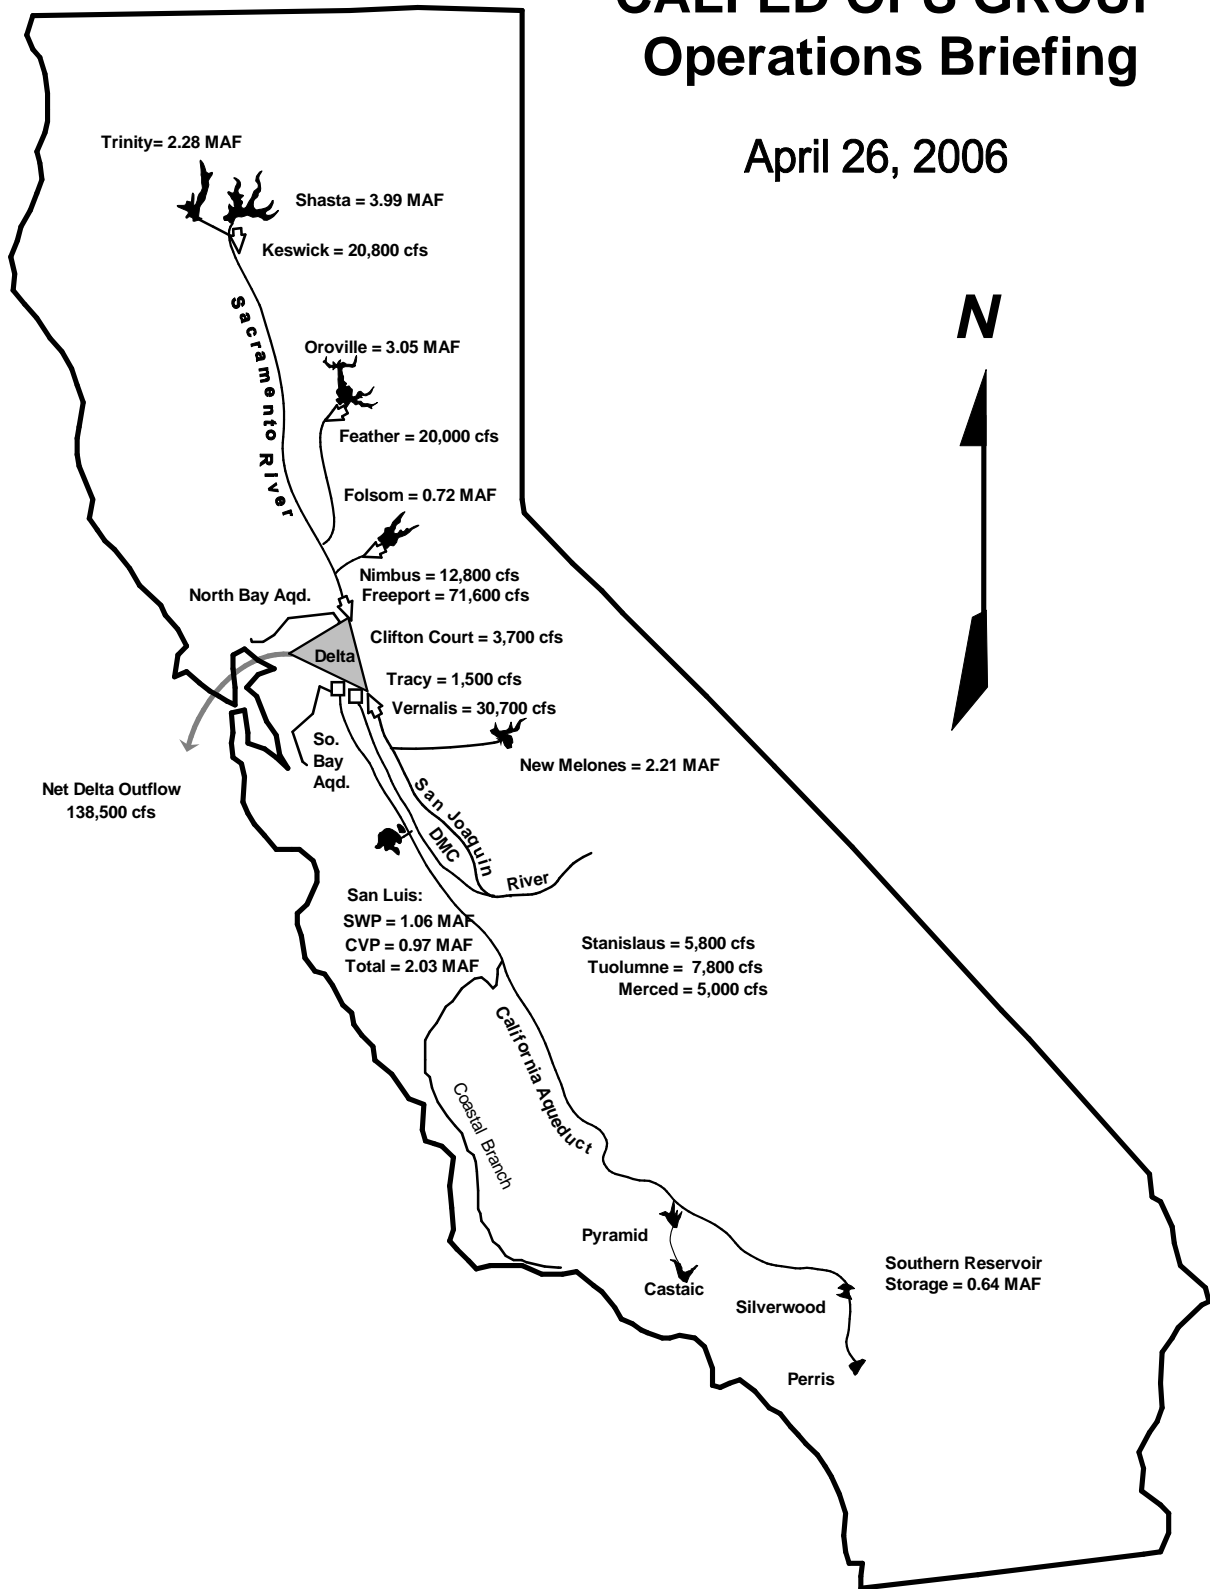 CALFED OPS GROUP
Operations Briefing
April 26, 2006
Trinity= 2.28 MAF
Shasta = 3.99 MAF
Keswick = 20,800 cfs
N
Sacramento River
Oroville = 3.05 MAF
Feather = 20,000 cfs
Folsom = 0.72 MAF
Nimbus = 12,800 cfs
North Bay Aqd.
Freeport = 71,600 cfs
Clifton Court = 3,700 cfs
Delta
Tracy = 1,500 cfs
Vernalis = 30,700 cfs
So.
Bay
Aqd.
New Melones = 2.21 MAF
Net Delta Outflow
138,500 cfs
San Joaquin
River
DMC
San Luis:
SWP = 1.06 MAF
CVP = 0.97 MAF
Total = 2.03 MAF
Stanislaus = 5,800 cfs
Tuolumne =  7,800 cfs
Merced = 5,000 cfs
California Aqueduct
Coastal Branch
Pyramid
Castaic
Silverwood
Southern Reservoir
Storage = 0.64 MAF
Perris